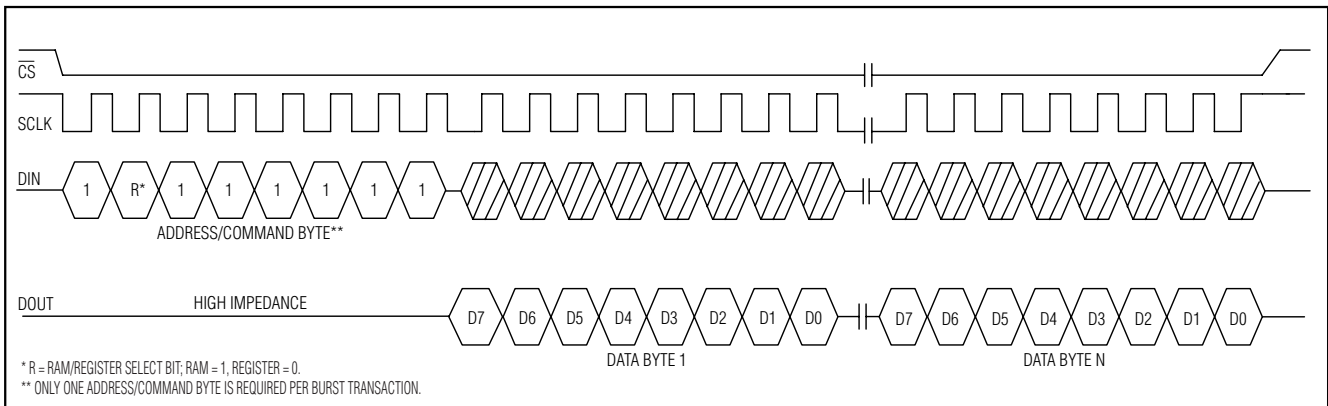 CS
SCLK
DIN
1 R* 1 1 1 1 1 1
ADDRESS/COMMAND BYTE**
DOUT HIGH IMPEDANCE D7 D6 D5 D4 D3 D2 D1 D0 D7 D6 D5 D4 D3 D2 D1 D0
DATA BYTE 1 DATA BYTE N
* R = RAM/REGISTER SELECT BIT; RAM = 1, REGISTER = 0.
** ONLY ONE ADDRESS/COMMAND BYTE IS REQUIRED PER BURST TRANSACTION.